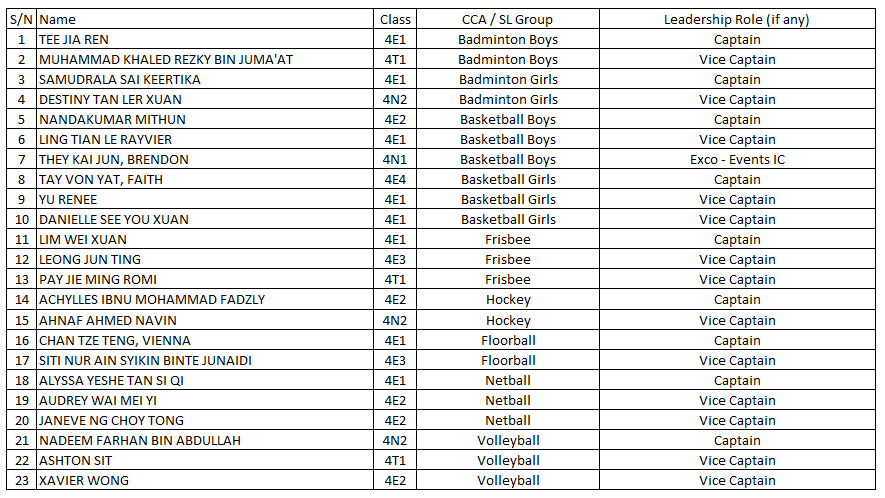 S/N Name Class CCA / SL Group Leadership Role (if any)
1 TEE JIA REN 4E1 Badminton Boys Captain
2 MUHAMMAD KHALED REZKY BIN JUMA'AT 4T1 Badminton Boys Vice Captain
3 SAMUDRALA SAI KEERTIKA 4E1 Badminton Girls Captain
4 DESTINY TAN LER XUAN 4N2 Badminton Girls Vice Captain
5 NANDAKUMAR MITHUN 4E2 Basketball Boys Captain
6 LING TIAN LE RAYVIER 4E1 Basketball Boys Vice Captain
7 THEY KAI JUN, BRENDON 4N1 Basketball Boys Exco - Events IC
8 TAY VON YAT, FAITH 4E4 Basketball Girls Captain
9 YU RENEE 4E1 Basketball Girls Vice Captain
10 DANIELLE SEE YOU XUAN 4E1 Basketball Girls Vice Captain
11 LIM WEI XUAN 4E1 Frisbee Captain
12 LEONG JUN TING 4E3 Frisbee Vice Captain
13 PAY JIE MING ROMI 4T1 Frisbee Vice Captain
14 ACHYLLES IBNU MOHAMMAD FADZLY 4E2 Hockey Captain
15 AHNAF AHMED NAVIN 4N2 Hockey Vice Captain
16 CHAN TZE TENG, VIENNA 4E1 Floorball Captain
17 SITI NUR AIN SYIKIN BINTE JUNAIDI 4E3 Floorball Vice Captain
18 ALYSSA YESHE TAN SI QI 4E1 Netball Captain
19 AUDREY WAI MEI YI 4E2 Netball Vice Captain
20 JANEVE NG CHOY TONG 4E2 Netball Vice Captain
21 NADEEM FARHAN BIN ABDULLAH 4N2 Volleyball Captain
22 ASHTON SIT 4T1 Volleyball Vice Captain
23 XAVIER WONG 4E2 Volleyball Vice Captain